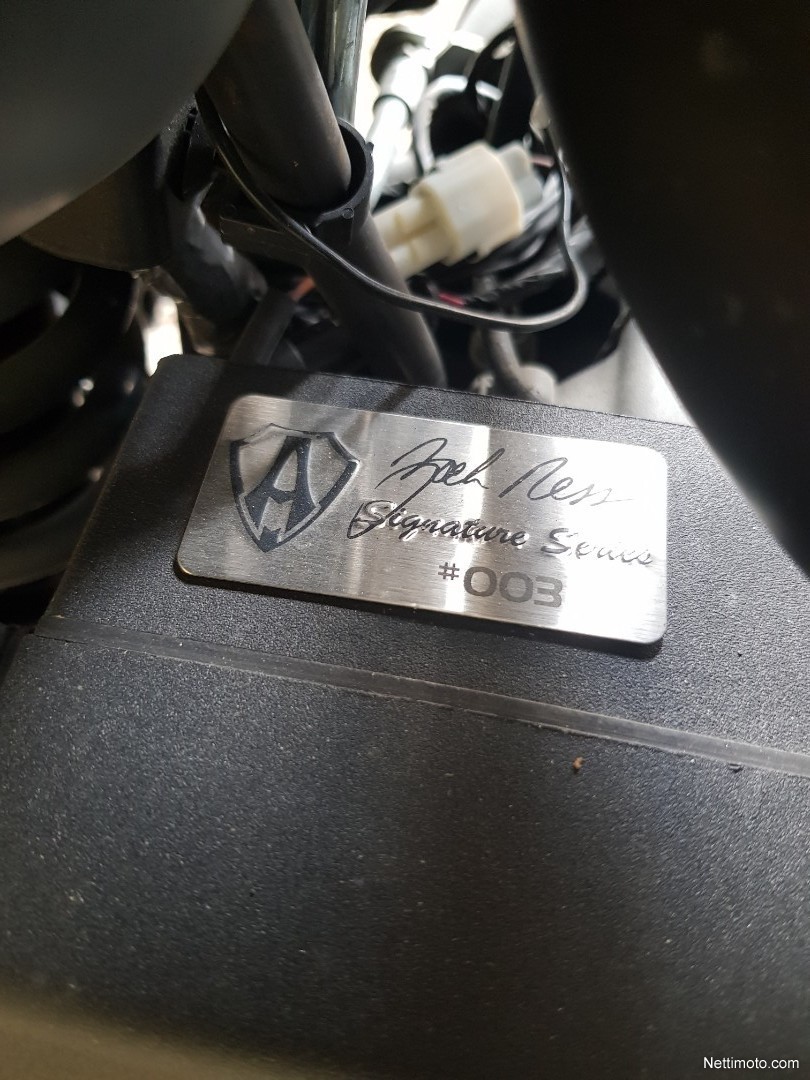 A
Zach Ness
Signature Series
#003
Nettimoto.com